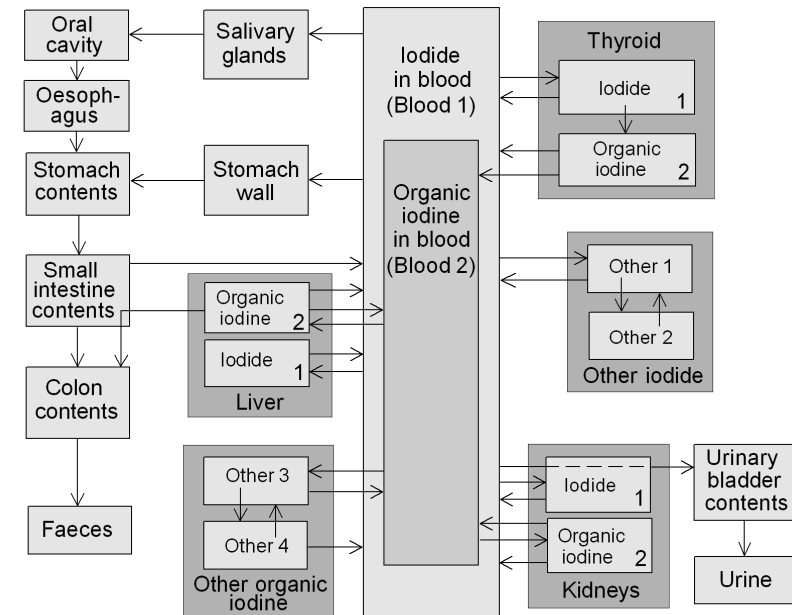 Oral
cavity
Salivary
glands
Iodide
in blood
(Blood 1)
Thyroid
Iodide
1
Organic
iodine
2
Oesoph-
agus
Stomach
contents
Stomach
wall
Organic
iodine
in blood
(Blood 2)
Small
intestine
contents
Organic
iodine
2
Iodide
1
Liver
Other 1
Other 2
Other iodide
Colon
contents
Faeces
Other 3
Other 4
Other organic
iodine
Iodide
1
Organic
iodine
2
Kidneys
Urinary
bladder
contents
Urine